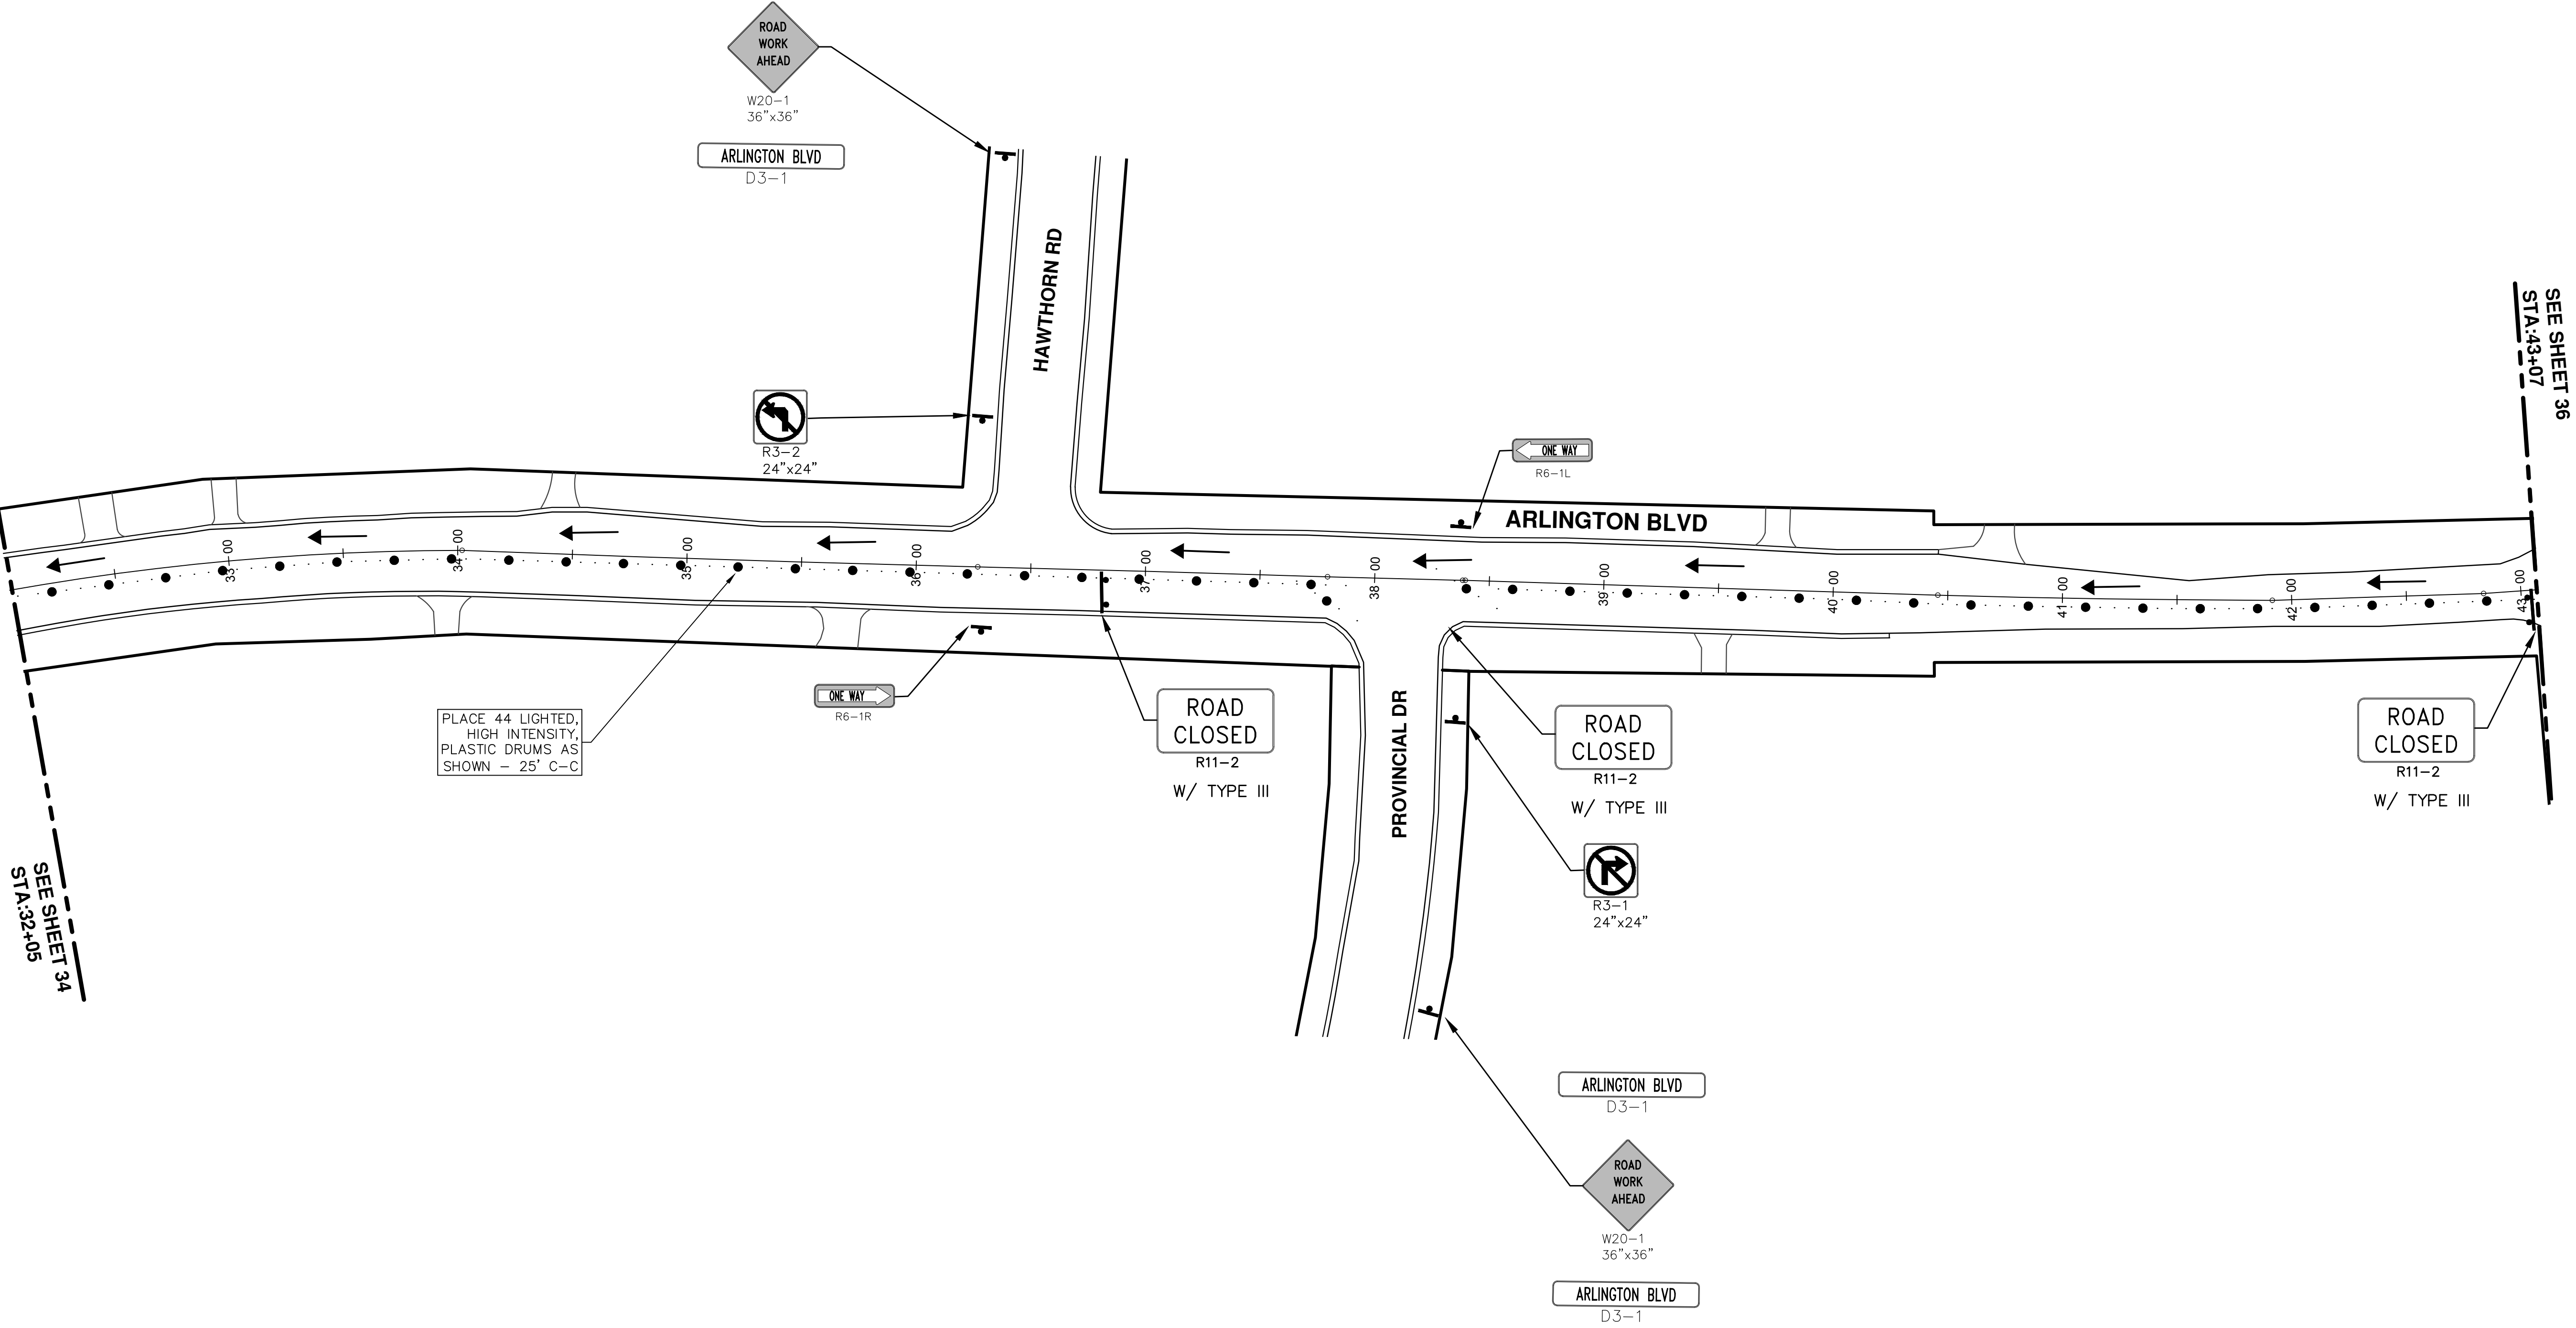 ROAD
WORK
AHEAD
W20-1
36"x36"
ARLINGTON BLVD
D3-1
HAWTHORN RD
R3-2
24"x24"
ONE WAY
R6-1L
ARLINGTON BLVD
SEE SHEET 36
STA:43+07
33 00
34 00
35 00
36 00
37 00
38 00
39 00
40 00
41 00
42 00
43 00
ONE WAY
R6-1R
PLACE 44 LIGHTED,
HIGH INTENSITY,
PLASTIC DRUMS AS
SHOWN - 25' C-C
ROAD
CLOSED
R11-2
W/ TYPE III
PROVINCIAL DR
ROAD
CLOSED
R11-2
W/ TYPE III
ROAD
CLOSED
R11-2
W/ TYPE III
R3-1
24"x24"
SEE SHEET 34
STA:32+05
ARLINGTON BLVD
D3-1
ROAD
WORK
AHEAD
W20-1
36"x36"
ARLINGTON BLVD
D3-1